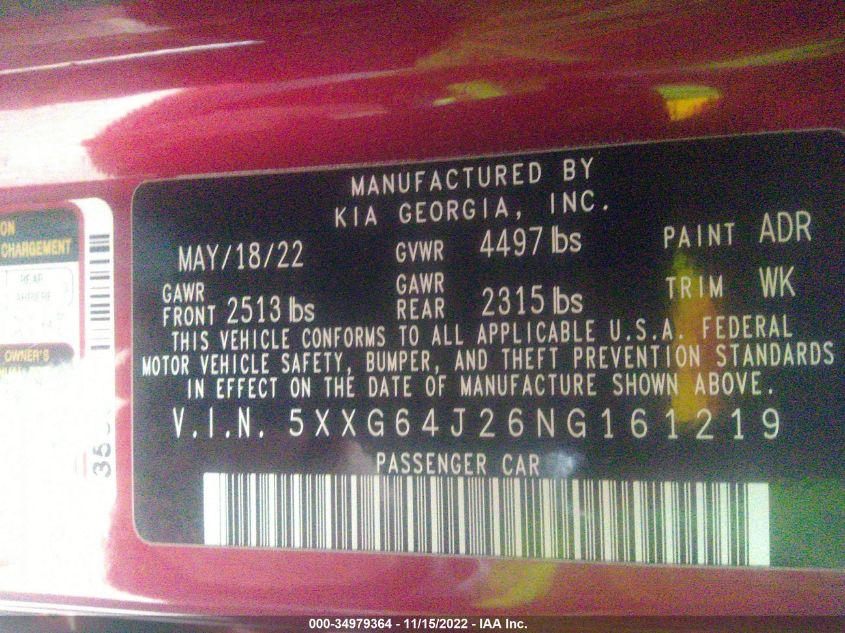 MANUFACTURED BY
KIA GEORGIA, INC.
MAY/18/22 GVWR 4497 lbs PAINT ADR
GAWR FRONT 2513 lbs GAWR REAR 2315 lbs TRIM WK
THIS VEHICLE CONFORMS TO ALL APPLICABLE U.S.A. FEDERAL
MOTOR VEHICLE SAFETY, BUMPER, AND THEFT PREVENTION STANDARDS
IN EFFECT ON THE DATE OF MANUFACTURE SHOWN ABOVE.
V.I.N. 5XXG64J26NG161219
PASSENGER CAR
ON
CHARGEMENT
REAR
ARRIERE
OWNER'S
000-34979364 - 11/15/2022 - IAA Inc.